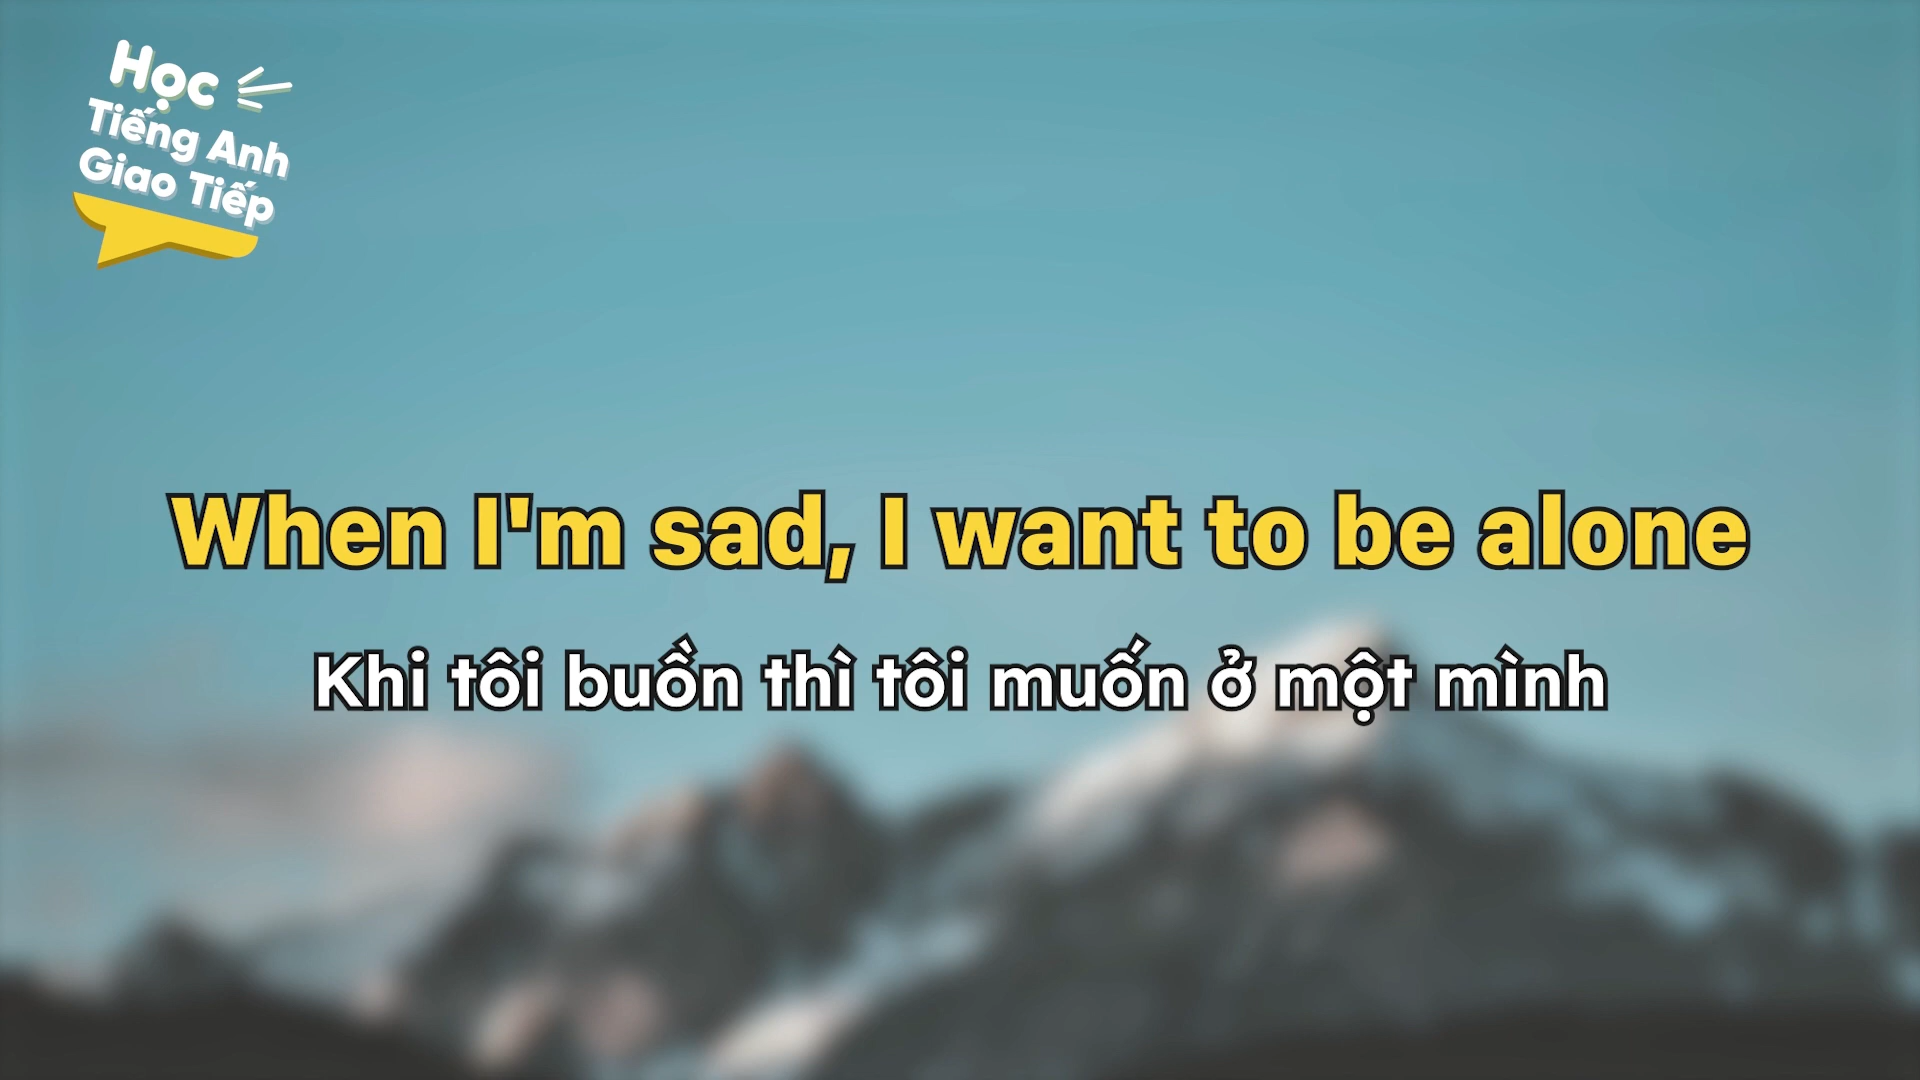 Học
Tiếng Anh
Giao Tiếp
When I'm sad, I want to be alone
Khi tôi buồn thì tôi muốn ở một mình